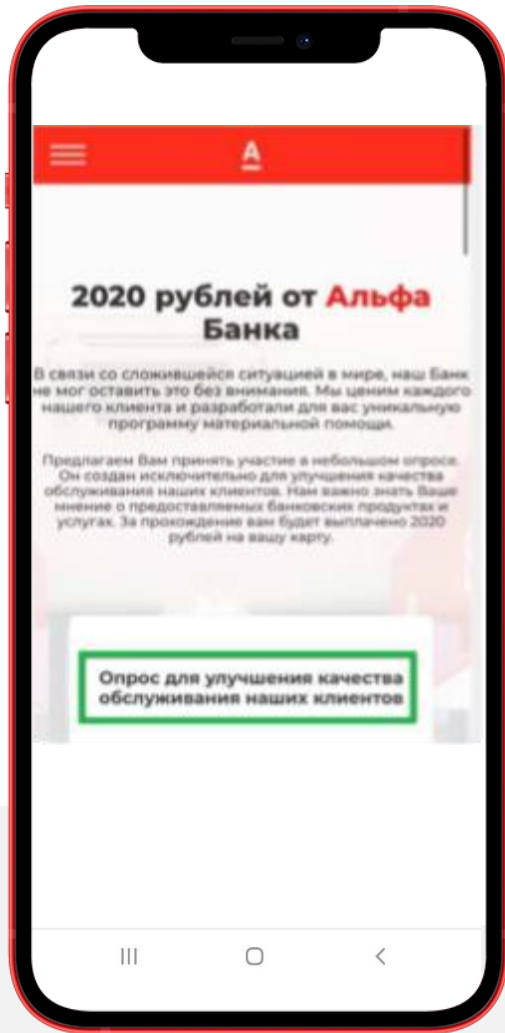 А
2020 рублей от Альфа
Банка
В связи со сложившейся ситуацией в мире, наш Банк
не мог оставить это без внимания. Мы ценим каждого
нашего клиента и разработали для вас уникальную
программу материальной помощи.
Предлагаем Вам принять участие в небольшом опросе.
Он создан исключительно для улучшения качества
обслуживания наших клиентов. Нам важно знать Ваше
мнение о предоставляемых банковских продуктах и
услугах. За прохождение вам будет выплачено 2020
рублей на вашу карту.
Опрос для улучшения качества
обслуживания наших клиентов